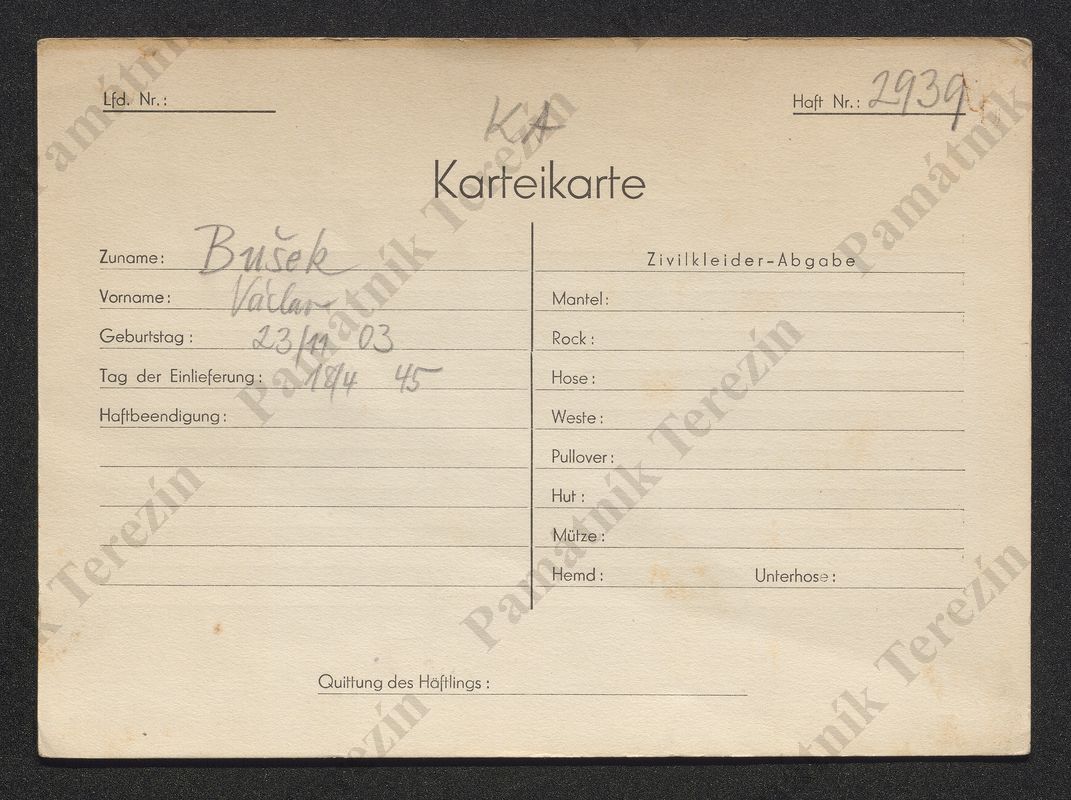 Lfd. Nr.:
KA
Haft Nr.: 2939
Karteikarte
Zuname: Bušek
Vorname: Václav
Geburtstag: 23/11 03
Tag der Einlieferung: 18/4 45
Haftbeendigung:
Zivilkleider-Abgabe
Mantel:
Rock:
Hose:
Weste:
Pullover:
Hut:
Mütze:
Hemd: Unterhose:
Quittung des Häftlings:
Památník Terezín